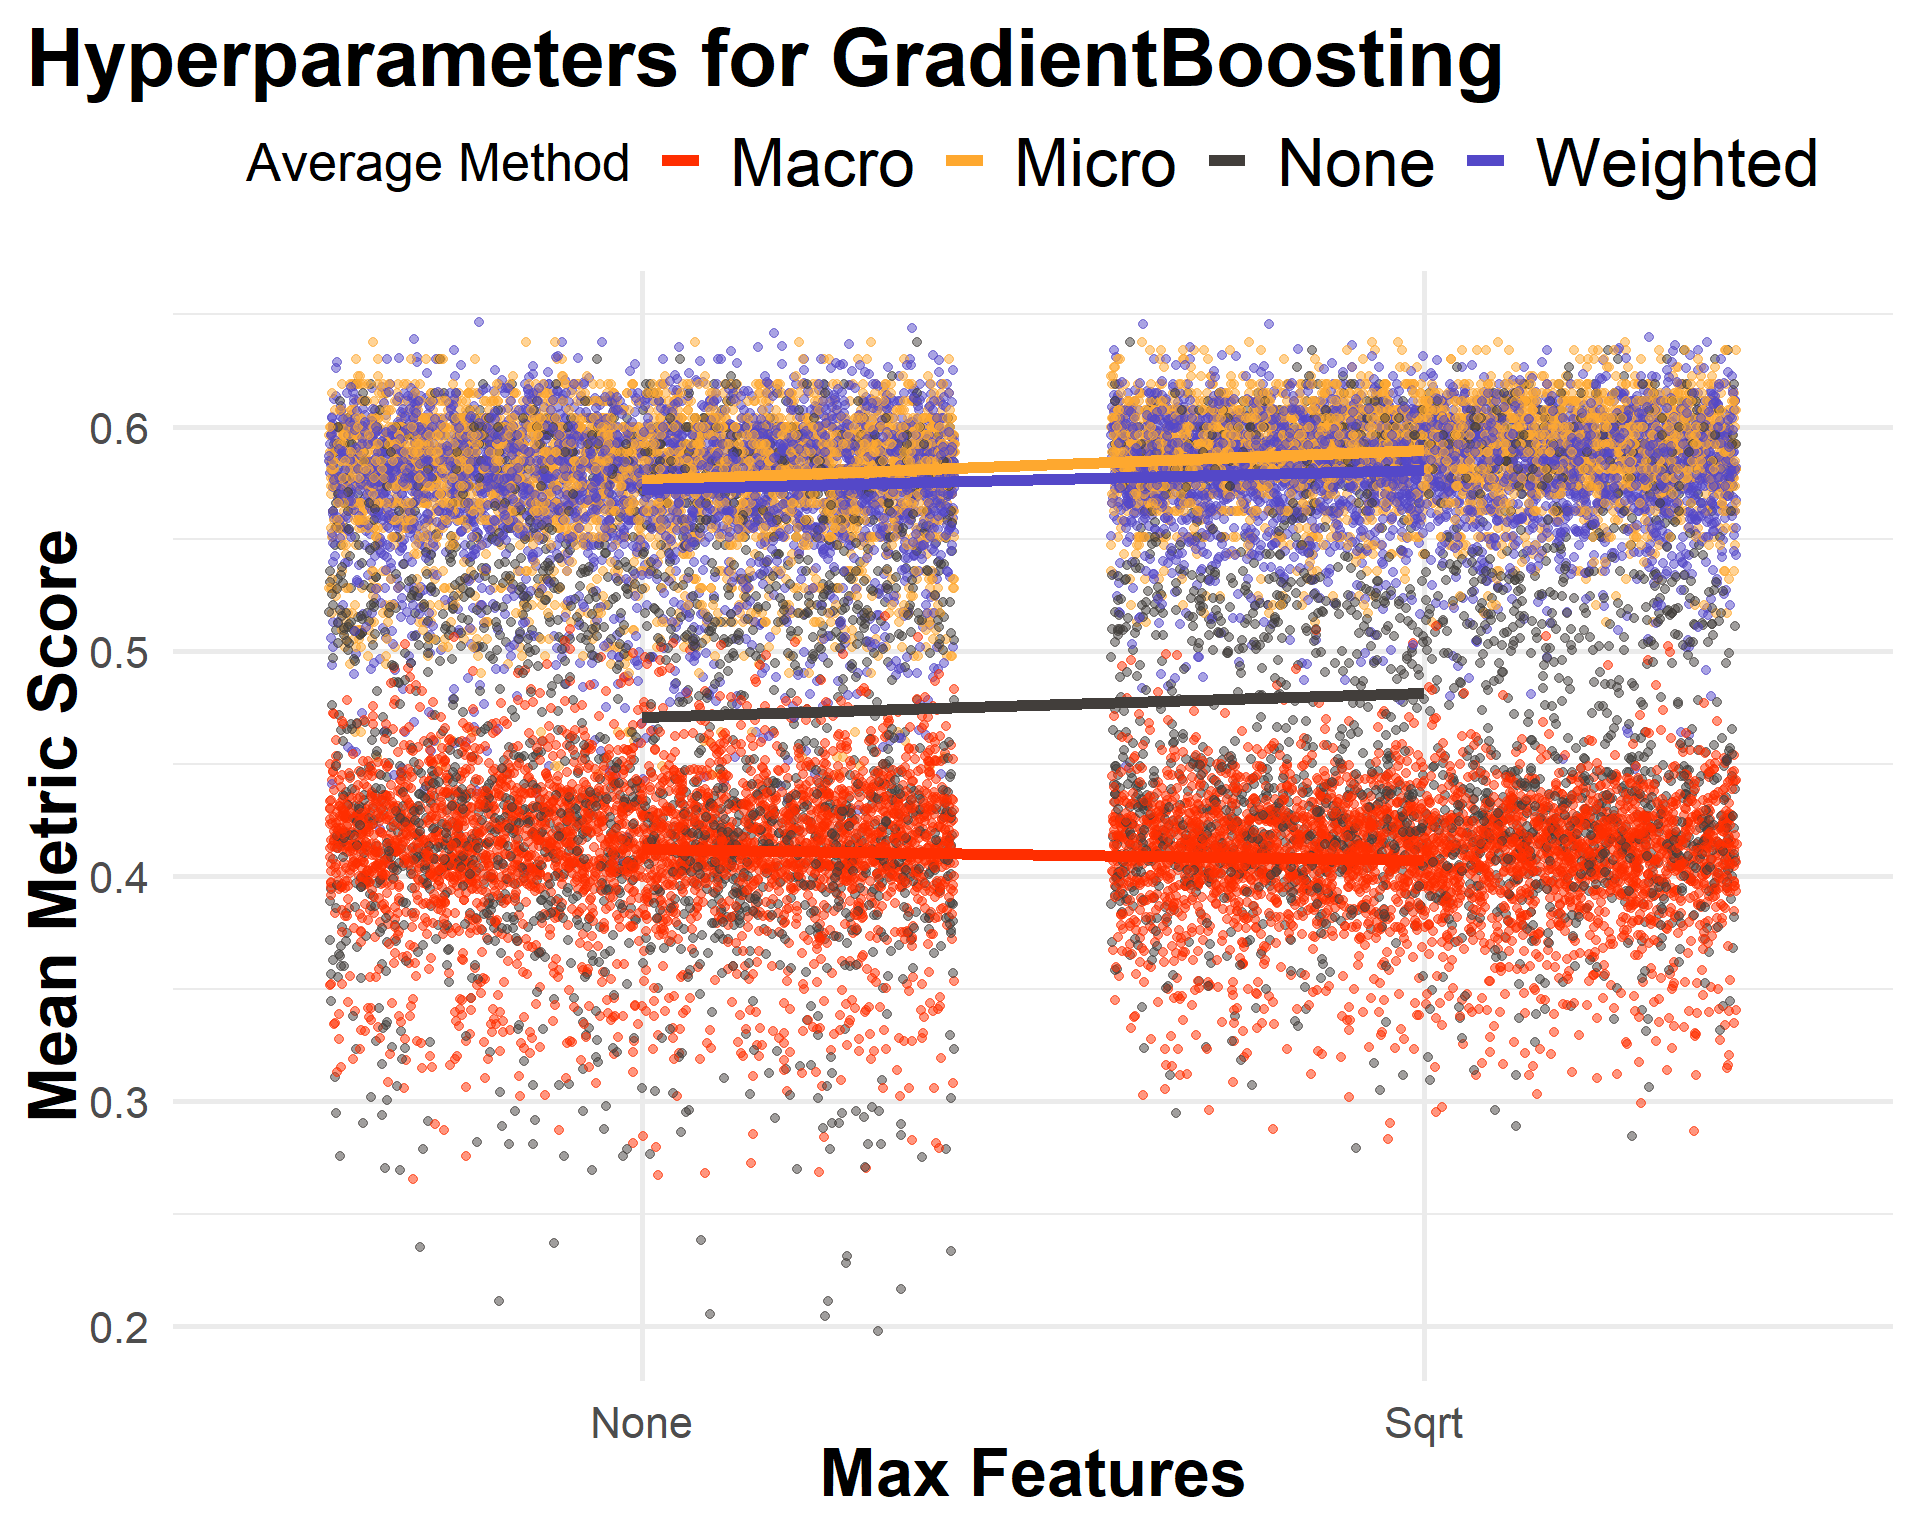 Hyperparameters for GradientBoosting
Average Method Macro Micro None Weighted
Mean Metric Score
0.6
0.5
0.4
0.3
0.2
None Sqrt
Max Features